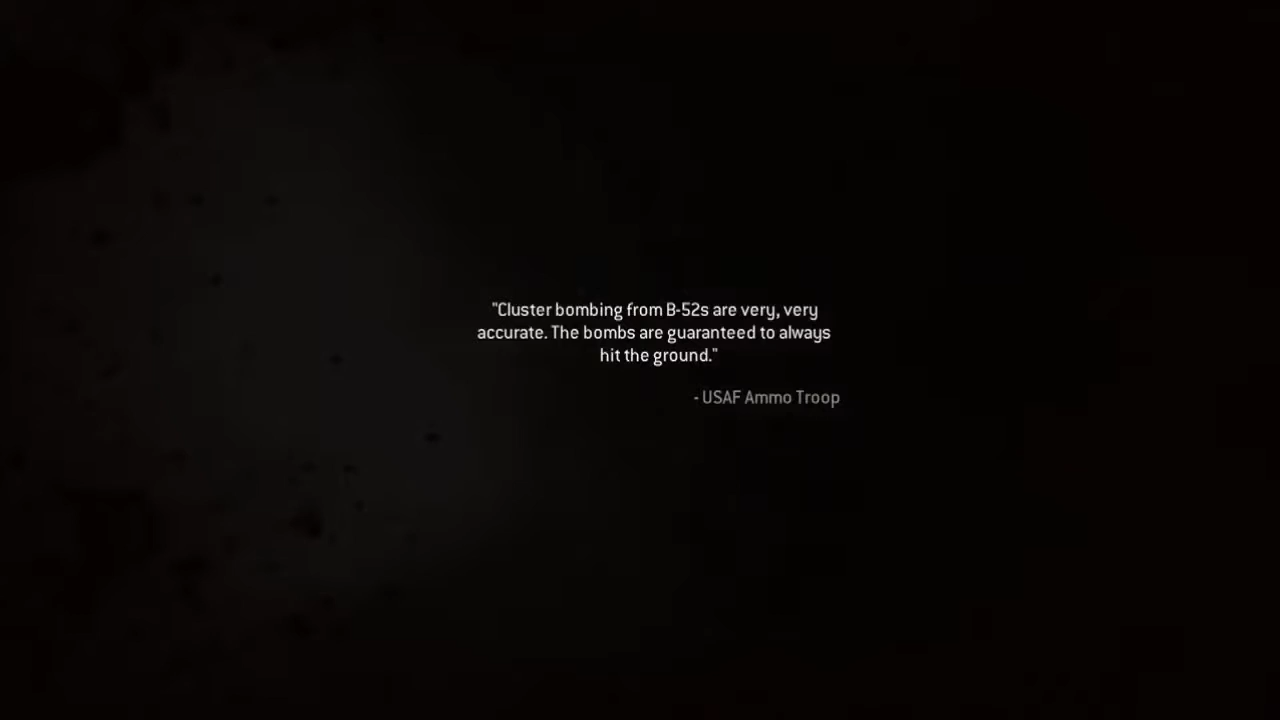 "Cluster bombing from B-52s are very, very
accurate. The bombs are guaranteed to always
hit the ground."
- USAF Ammo Troop